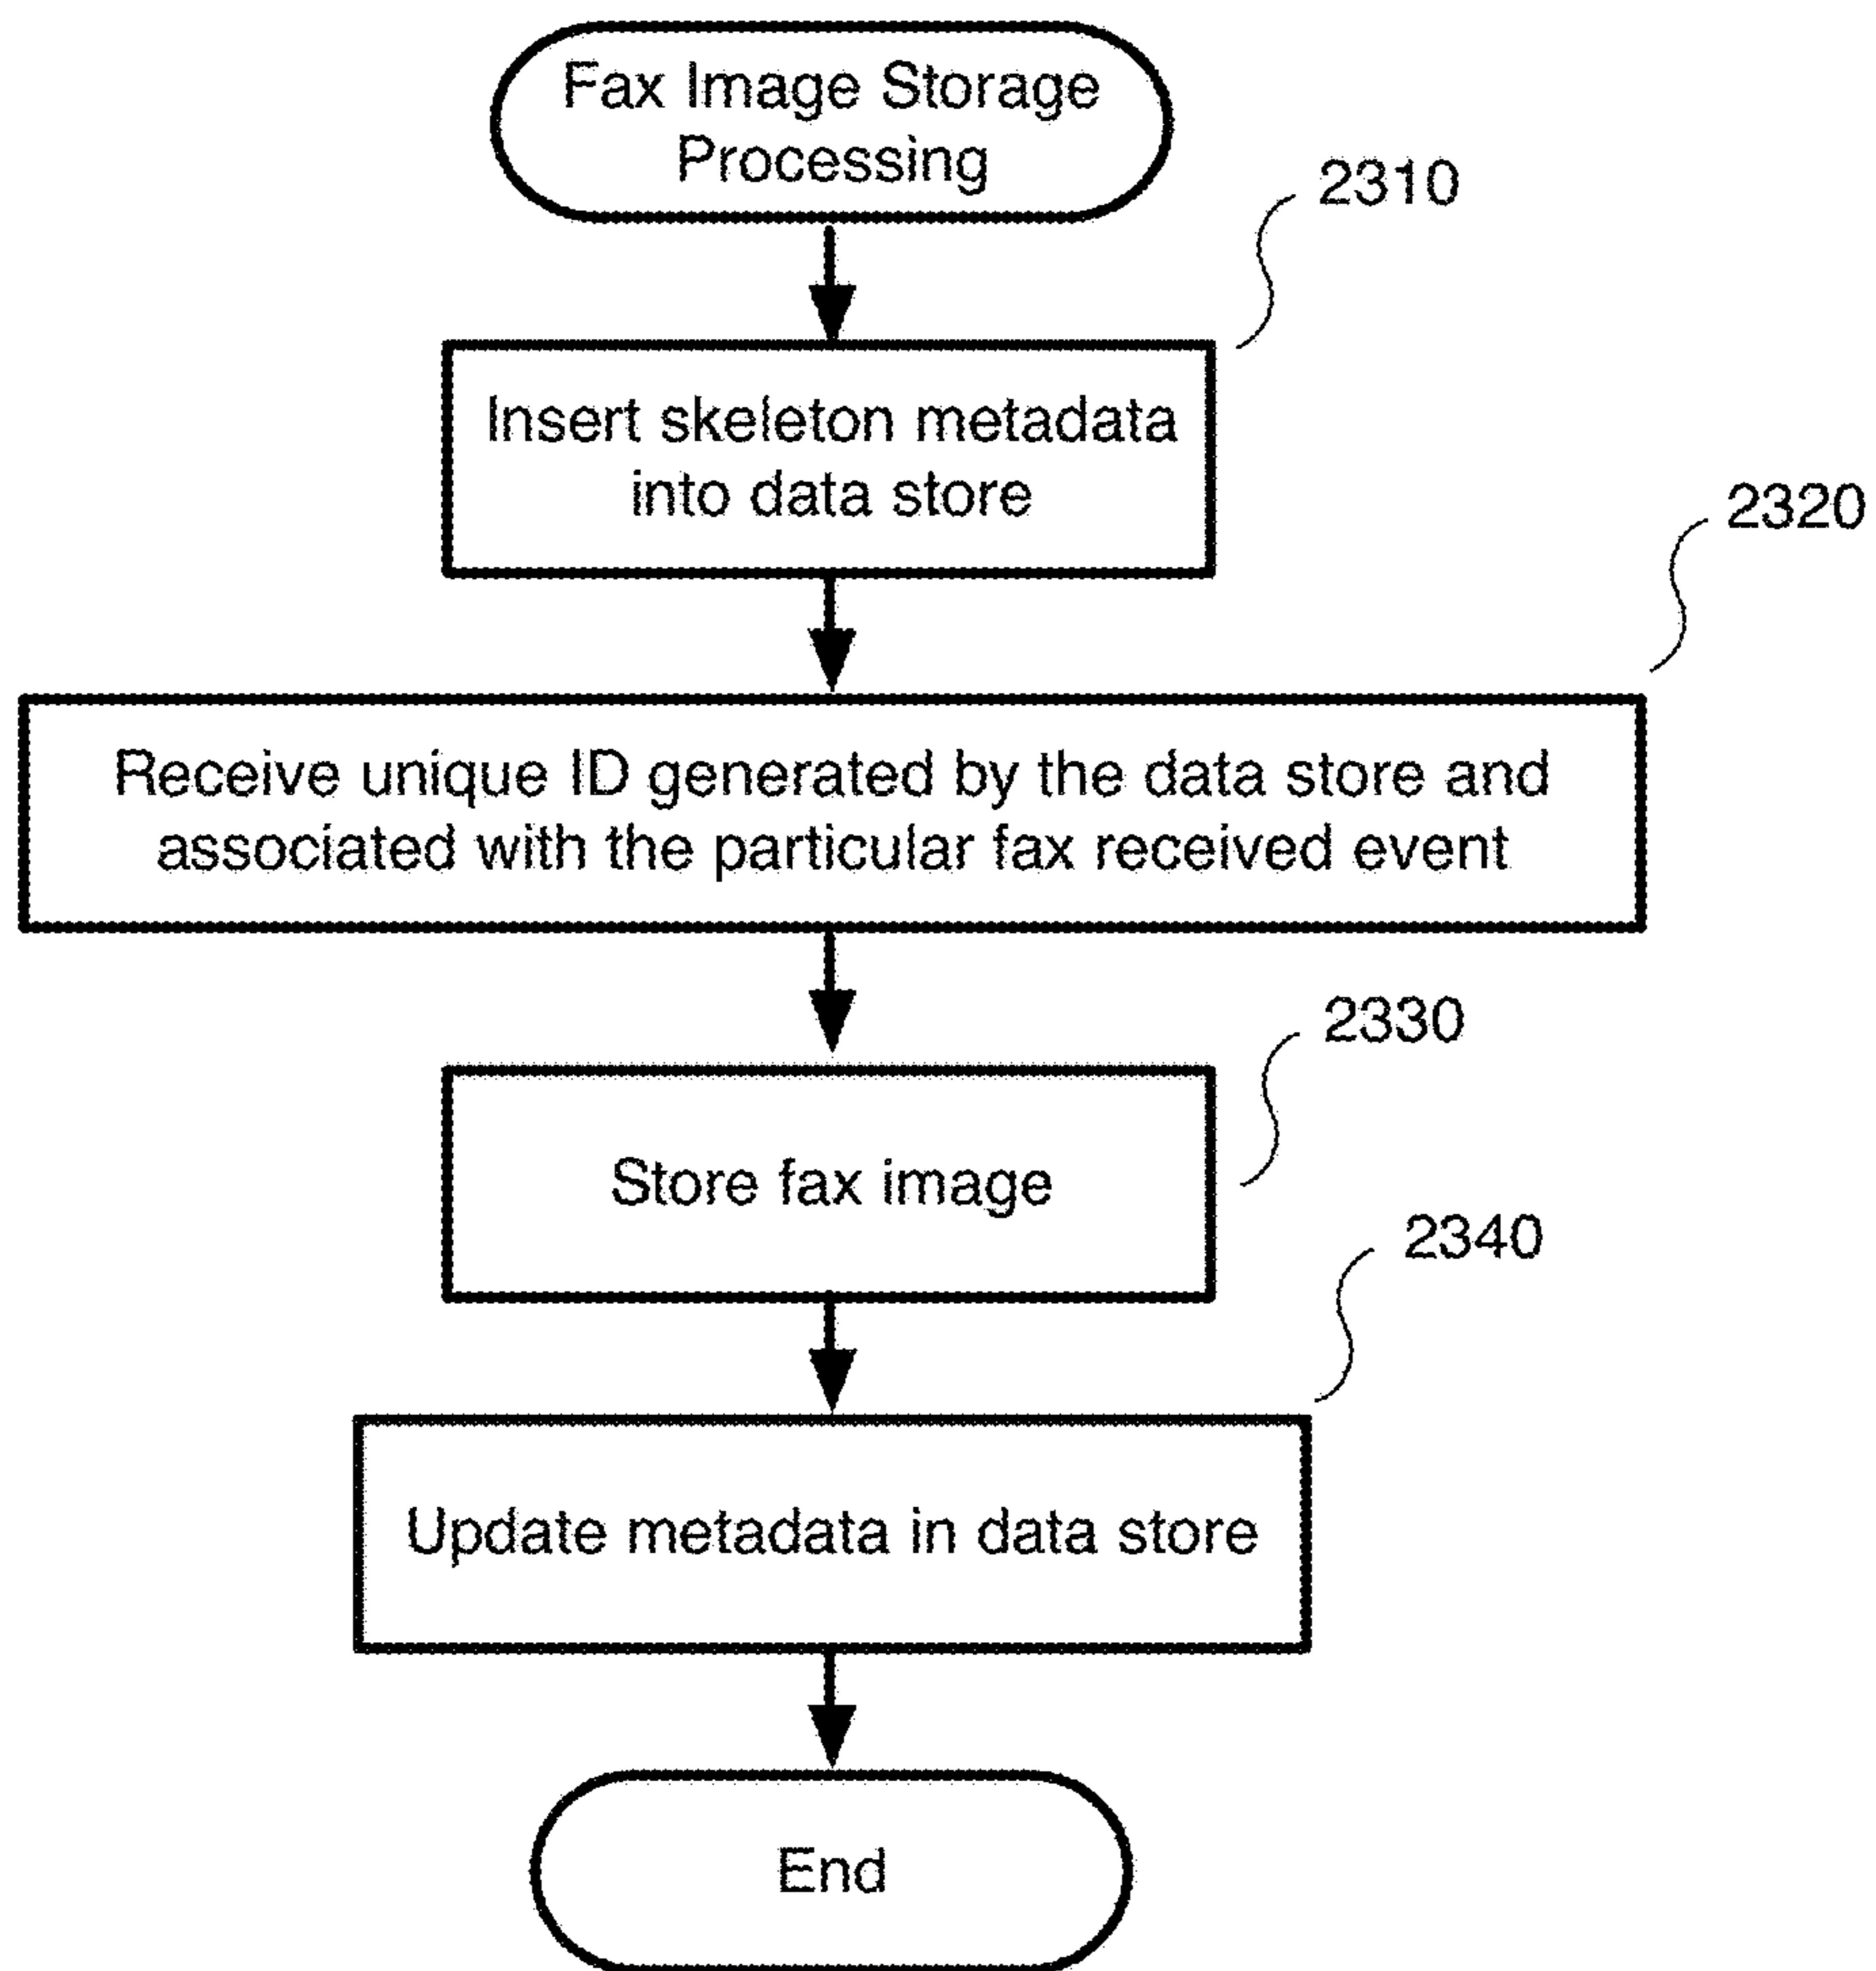 Fax Image Storage
Processing
2310
Insert skeleton metadata
into data store
2320
Receive unique ID generated by the data store and
associated with the particular fax received event
2330
Store fax image
2340
Update metadata in data store
End